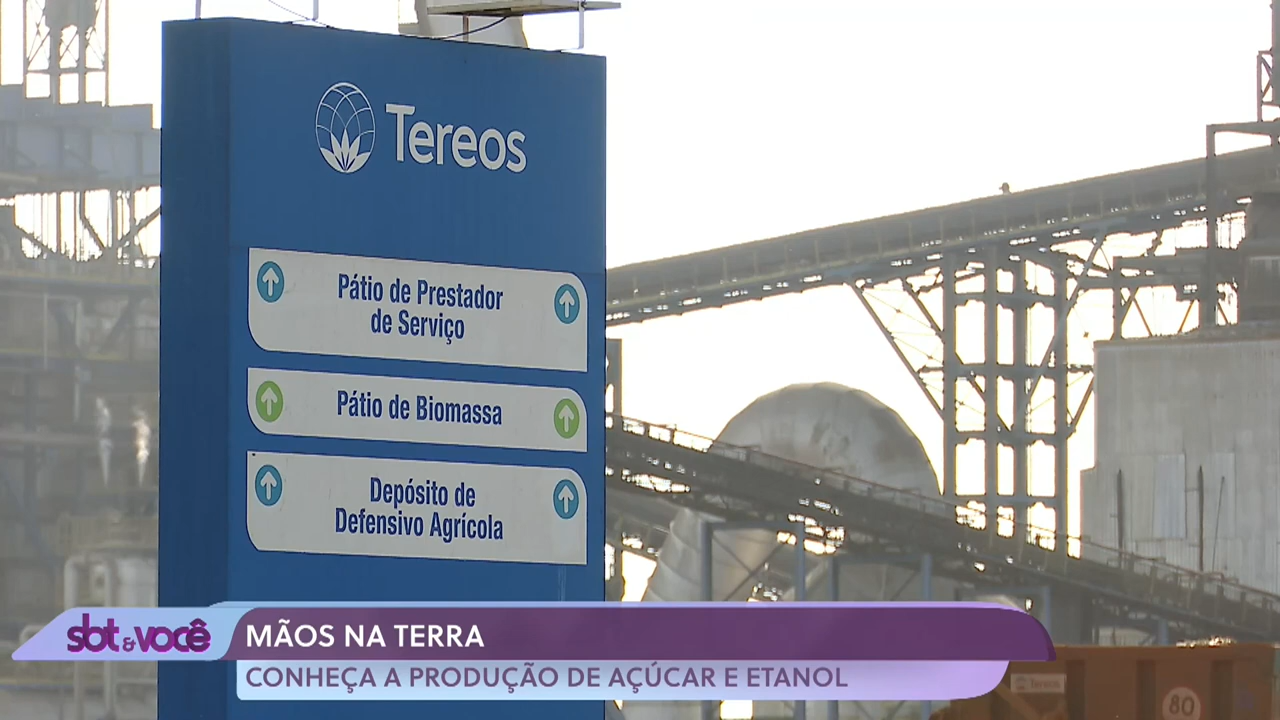 Tereos
Pátio de Prestador
de Serviço
Pátio de Biomassa
Depósito de
Defensivo Agrícola
sbt&você
MÃOS NA TERRA
CONHEÇA A PRODUÇÃO DE AÇÚCAR E ETANOL
Tereos
80